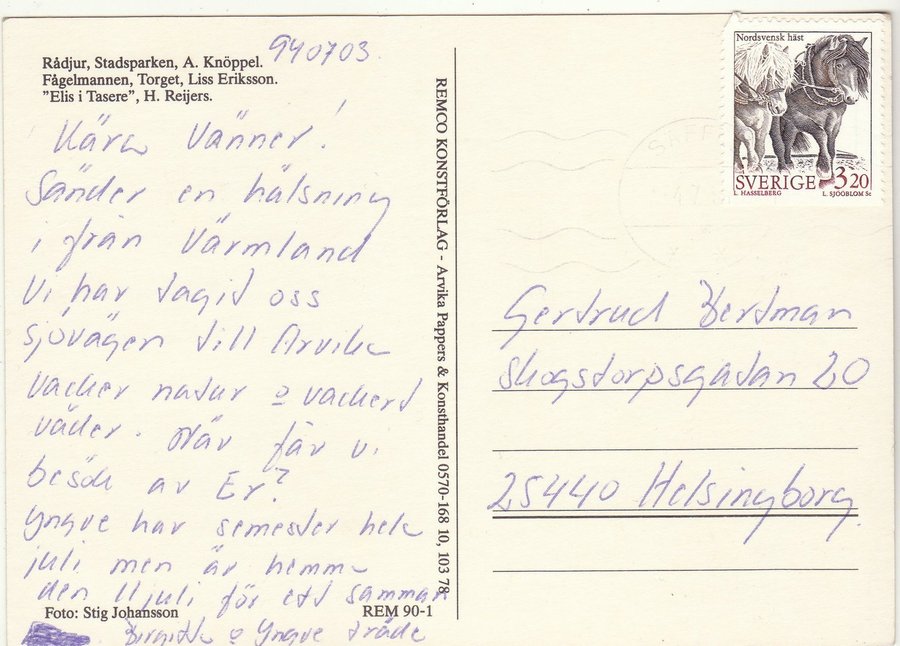 940703.
Rådjur, Stadsparken, A. Knöppel.
Fågelmannen, Torget, Liss Eriksson.
"Elis i Tasere", H. Reijers.
Kära Vänner!
Sänder en hälsning
ifrån Värmland
Vi har tagit oss
sjövägen till Arvika
vacker natur o vackert
väder. När får vi
besök av Er?
Yngve har semester hela
juli men är hemma
den 11 juli för ett samman
Birgitta o Yngve träde
Foto: Stig Johansson
REM 90-1
REMCO KONSTFÖRLAG - Arvika Pappers & Konsthandel 0570-168 10, 103 78
Nordsvensk häst
SVERIGE 3.20
L. HASSELBERG L. SJÖÖBLOM Sc
Gertrud Bertman
Skogstorpsgatan 20
25440 Helsingborg.